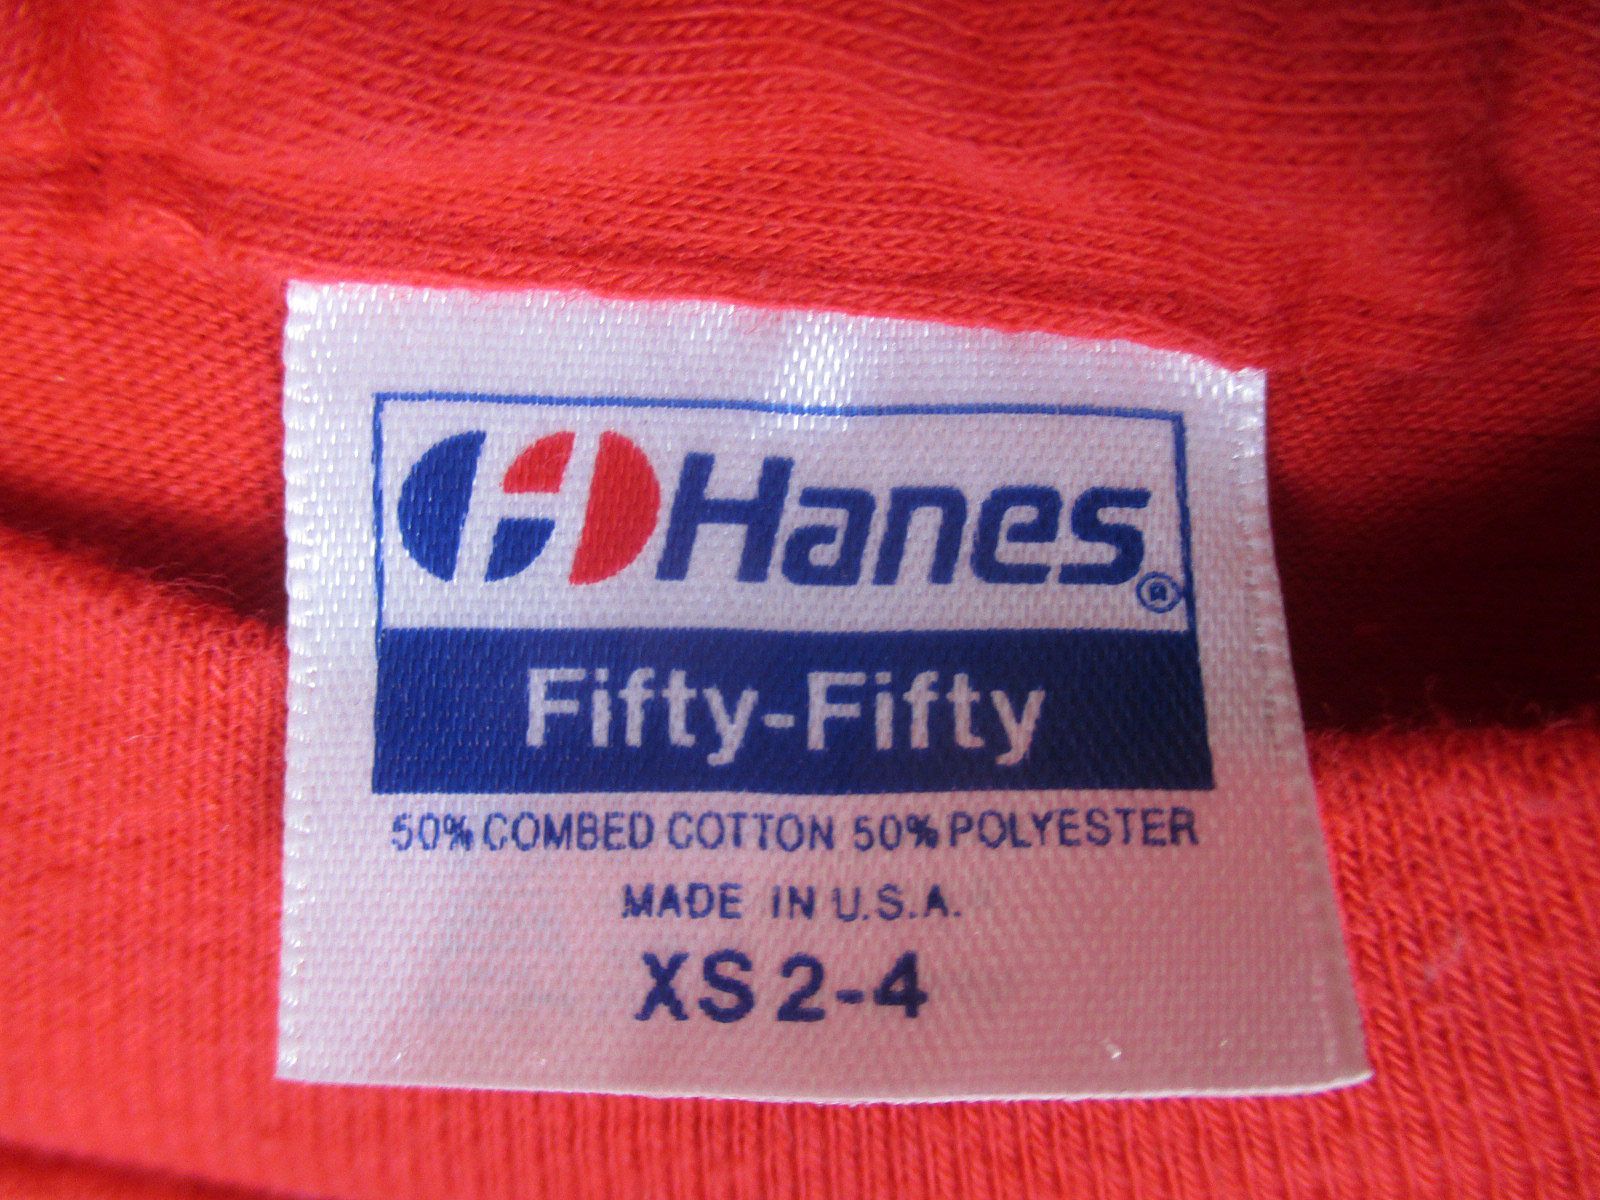 Hanes®
Fifty-Fifty
50% COMBED COTTON 50% POLYESTER
MADE IN U.S.A.
XS 2-4